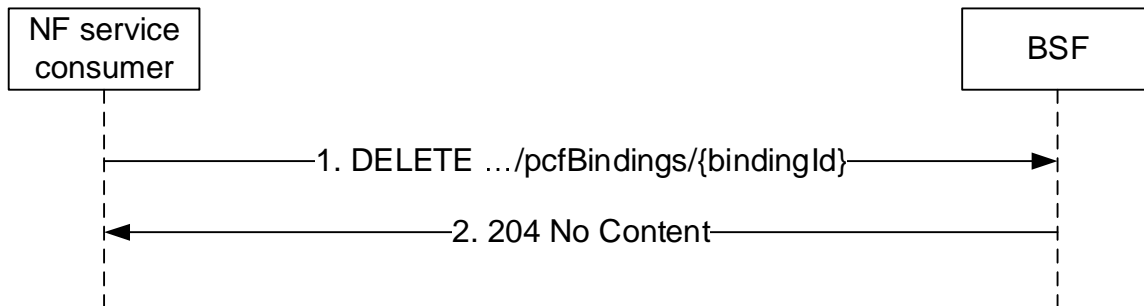 NF service
consumer
BSF
1. DELETE …/pcfBindings/{bindingId}
2. 204 No Content